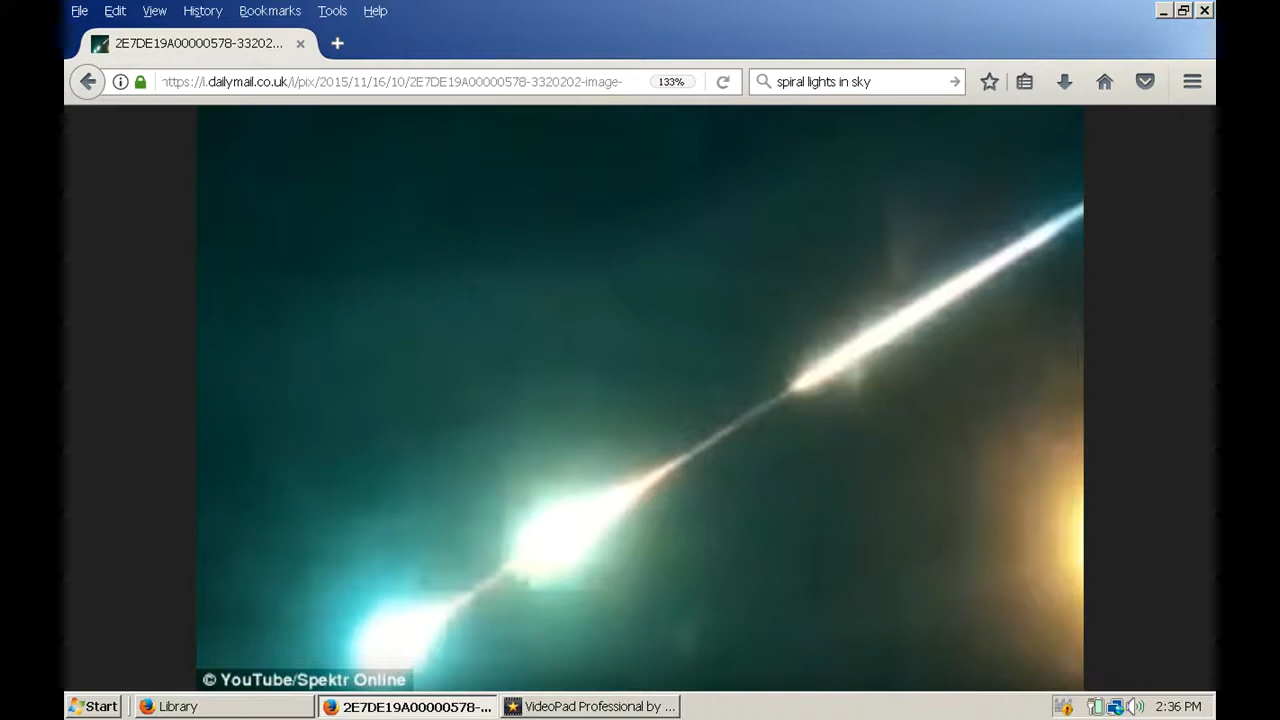 File Edit View History Bookmarks Tools Help
2E7DE19A00000578-33202...
https://i.dailymail.co.uk/i/pix/2015/11/16/10/2E7DE19A00000578-3320202-image- 133% spiral lights in sky
© YouTube/Spektr Online
Start Library 2E7DE19A00000578-... VideoPad Professional by ... 2:36 PM